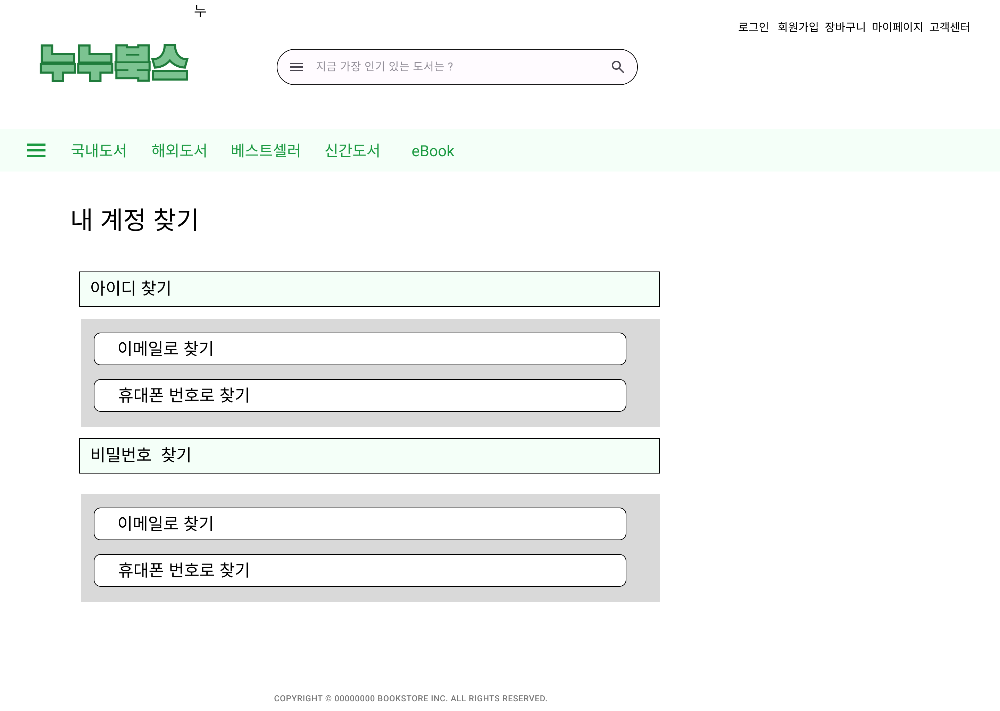 누
로그인 회원가입 장바구니 마이페이지 고객센터
누누북스
지금 가장 인기 있는 도서는 ?
국내도서 해외도서 베스트셀러 신간도서 eBook
내 계정 찾기
아이디 찾기
이메일로 찾기
휴대폰 번호로 찾기
비밀번호 찾기
이메일로 찾기
휴대폰 번호로 찾기
COPYRIGHT © 00000000 BOOKSTORE INC. ALL RIGHTS RESERVED.